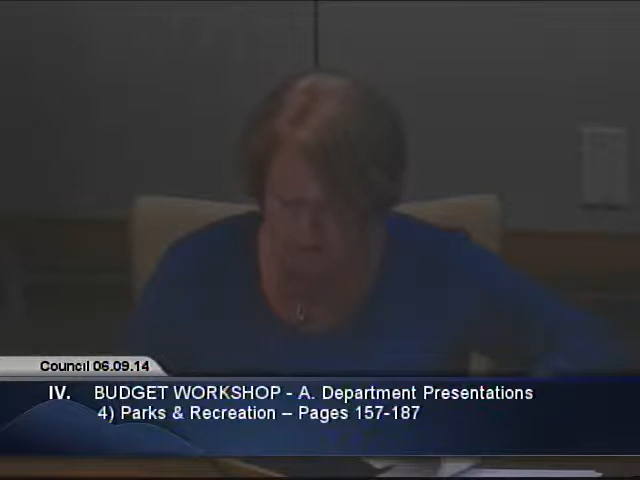 Council 06.09.14
IV. BUDGET WORKSHOP - A. Department Presentations
4) Parks & Recreation – Pages 157-187